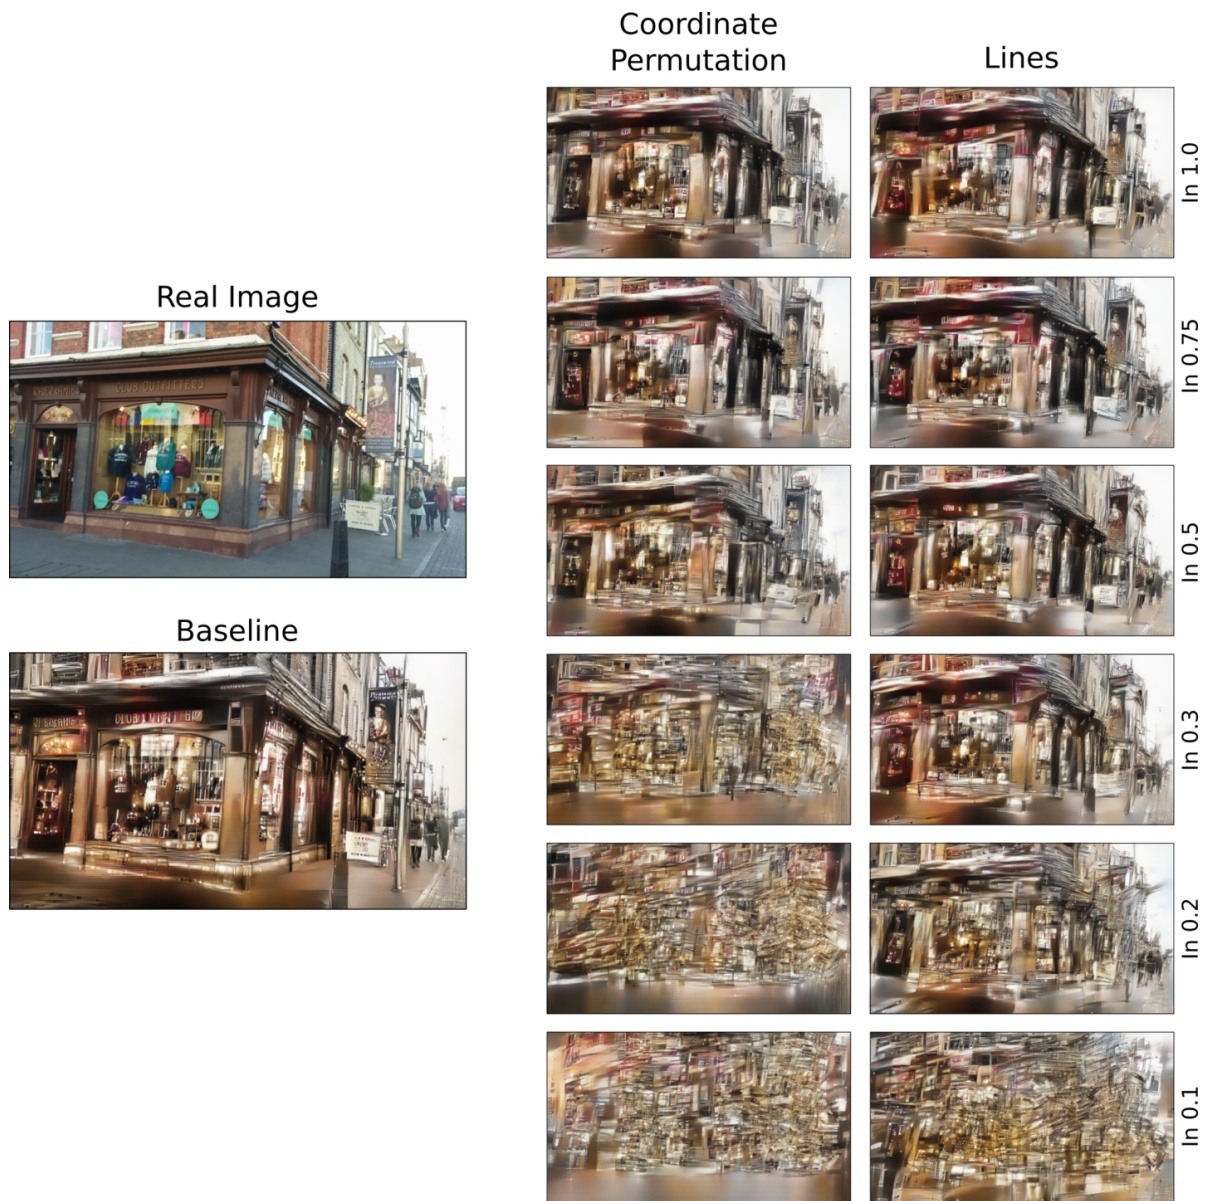 Coordinate
Permutation
Lines
In 1.0
Real Image
CLUB OUTFITTERS
In 0.75
In 0.5
Baseline
In 0.3
In 0.2
In 0.1